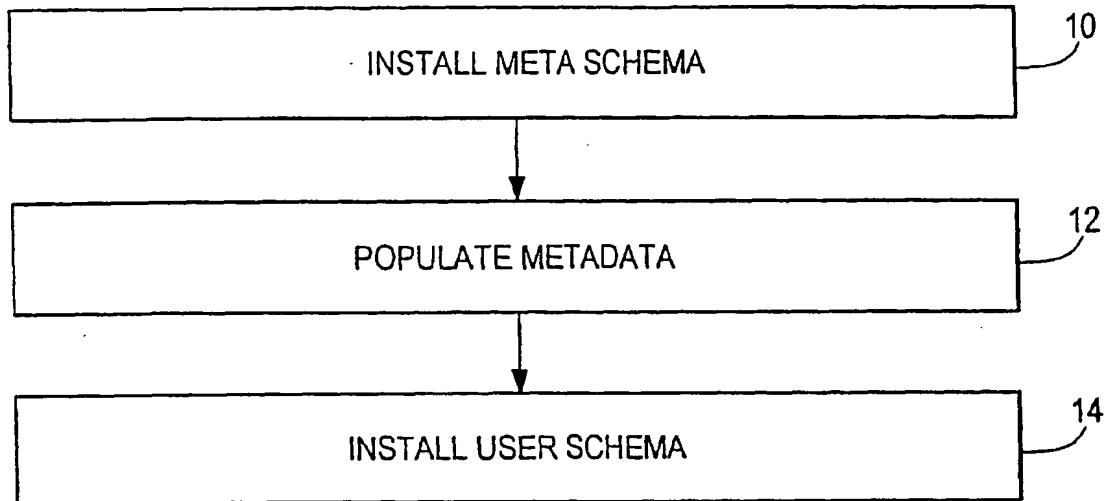 10
INSTALL META SCHEMA
12
POPULATE METADATA
14
INSTALL USER SCHEMA